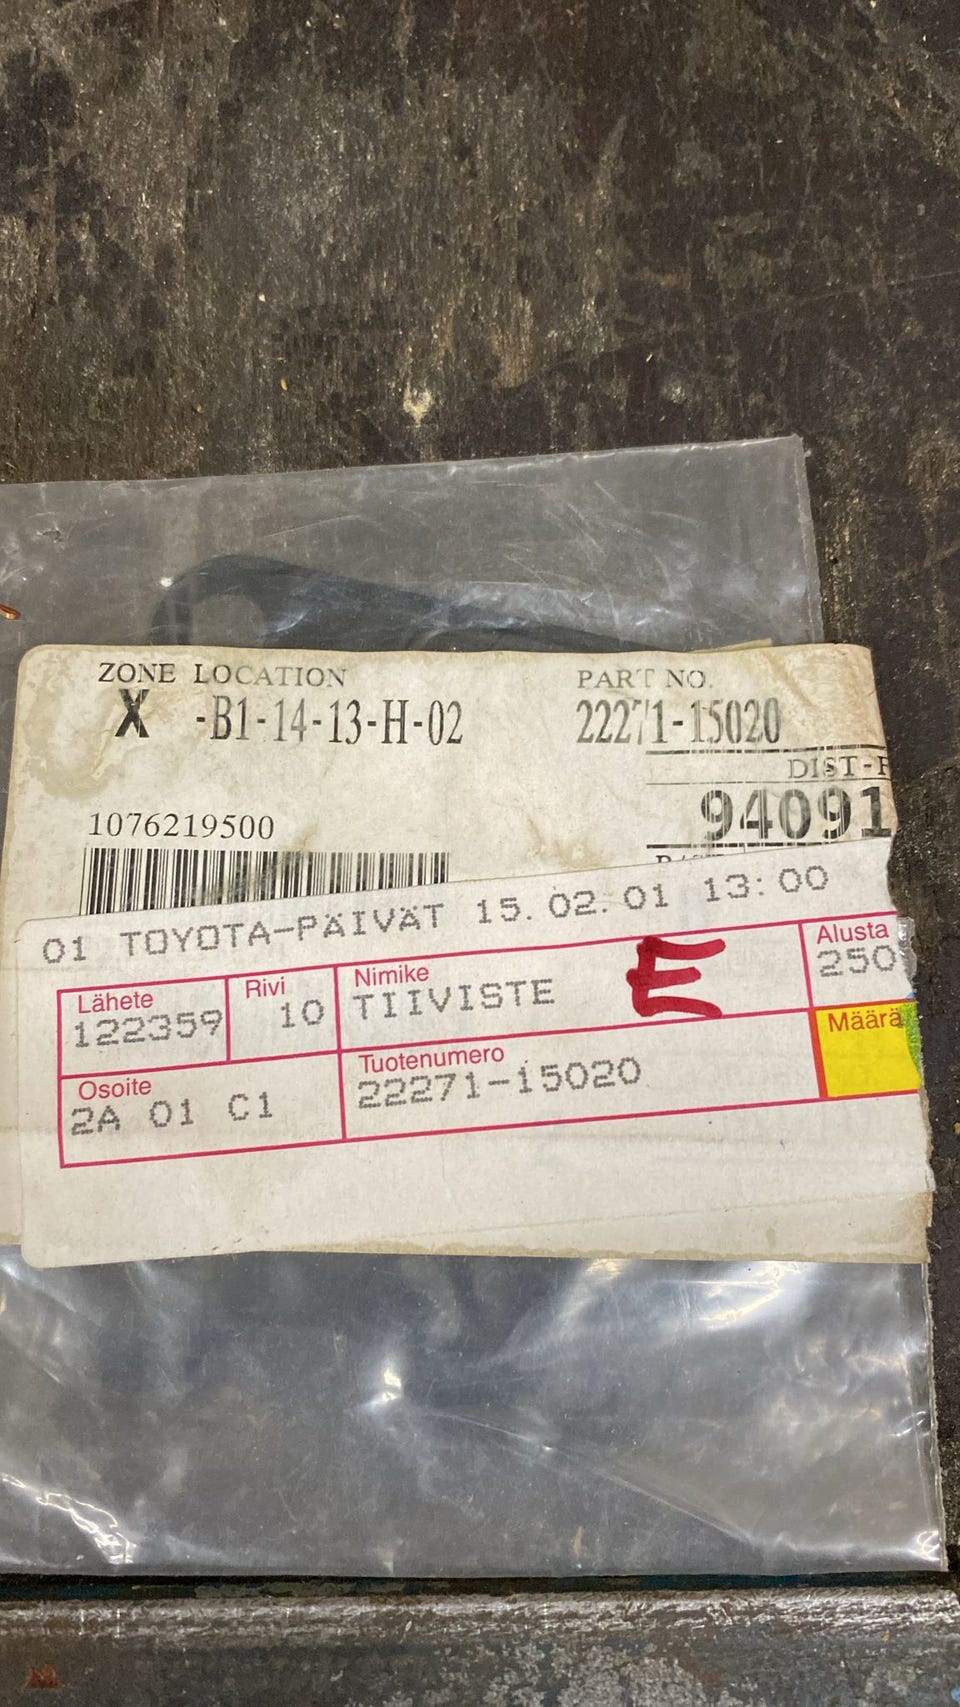 ZONE LOCATION
X -B1-14-13-H-02
PART NO.
22271-15020
DIST-F
94091
1076219500
01 TOYOTA-PÄIVÄT 15.02.01 13:00
Lähete
122359
Rivi
10
Nimike
TIIVISTE
E
Alusta
250
Osoite
2A 01 C1
Tuotenumero
22271-15020
Määrä